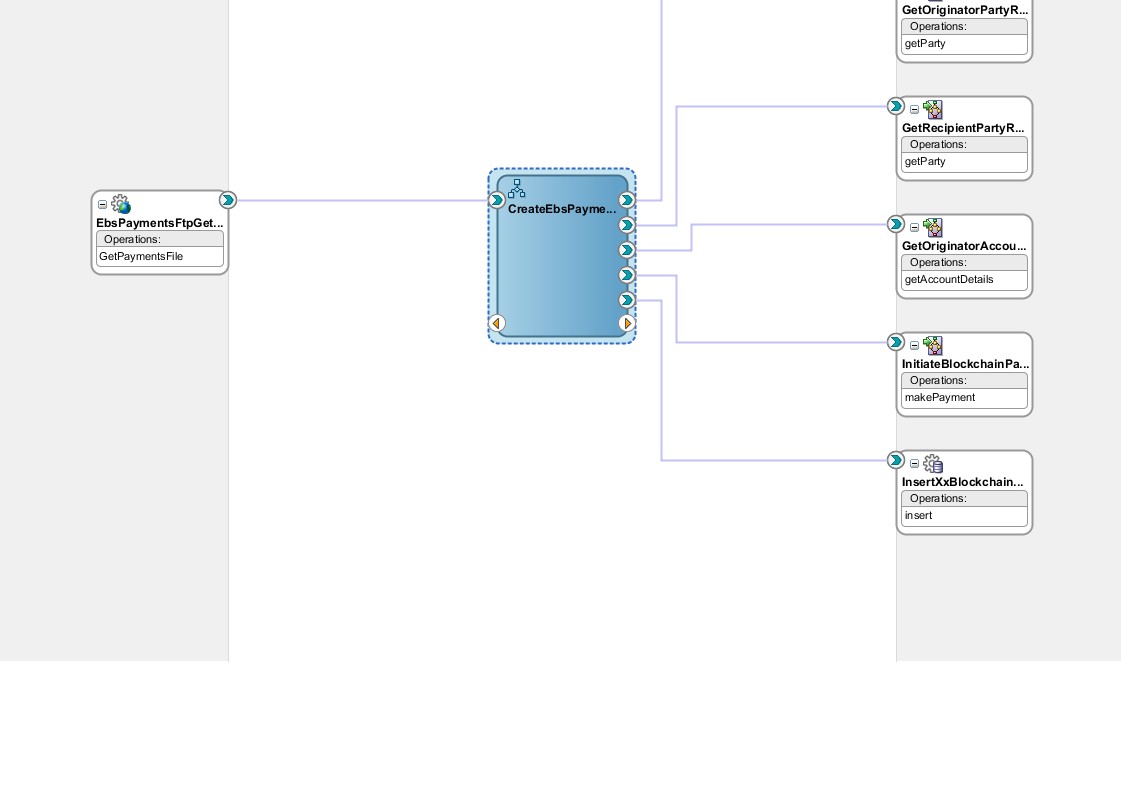 GetOriginatorPartyR...
Operations:
getParty
GetRecipientPartyR...
Operations:
getParty
EbsPaymentsFtpGet...
Operations:
GetPaymentsFile
CreateEbsPayme...
GetOriginatorAccou...
Operations:
getAccountDetails
InitiateBlockchainPa...
Operations:
makePayment
InsertXxBlockchain...
Operations:
insert